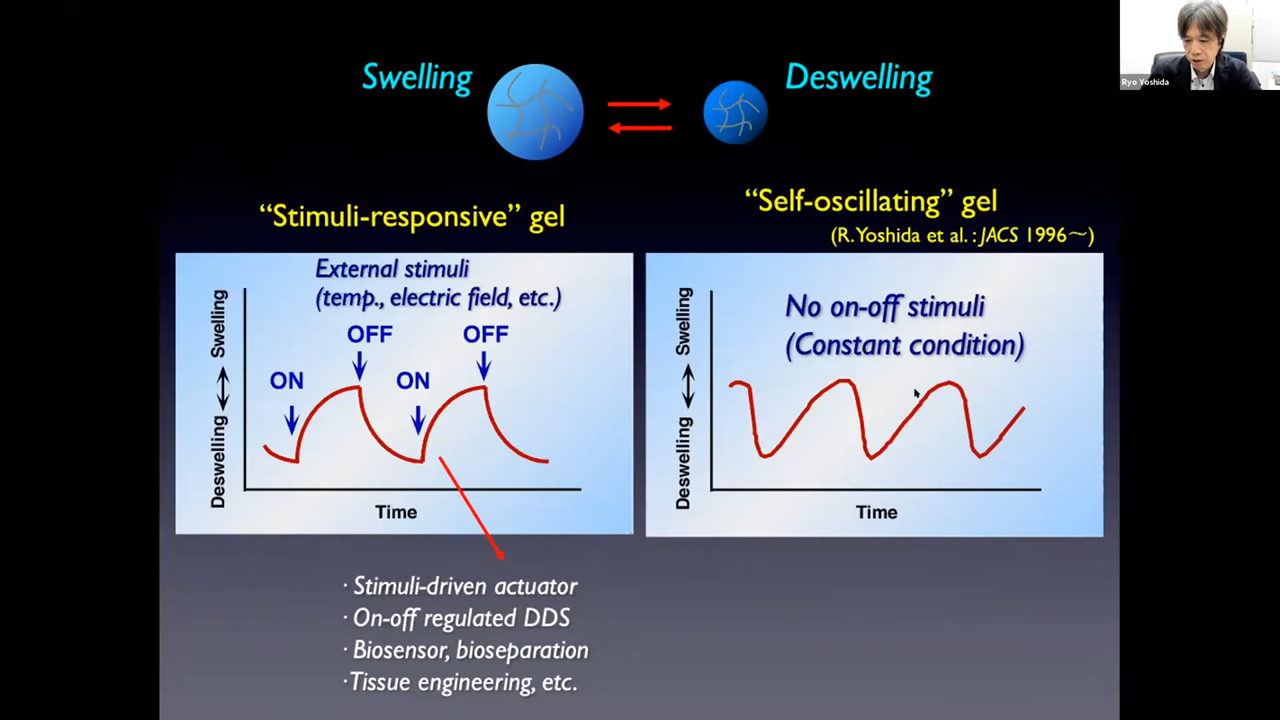 Swelling
Deswelling
Ryo Yoshida
“Stimuli-responsive” gel
“Self-oscillating” gel
(R.Yoshida et al. : JACS 1996~)
External stimuli
(temp., electric field, etc.)
OFF
OFF
ON
ON
Deswelling ↔ Swelling
Time
No on-off stimuli
(Constant condition)
Deswelling ↔ Swelling
Time
· Stimuli-driven actuator
· On-off regulated DDS
· Biosensor, bioseparation
· Tissue engineering, etc.